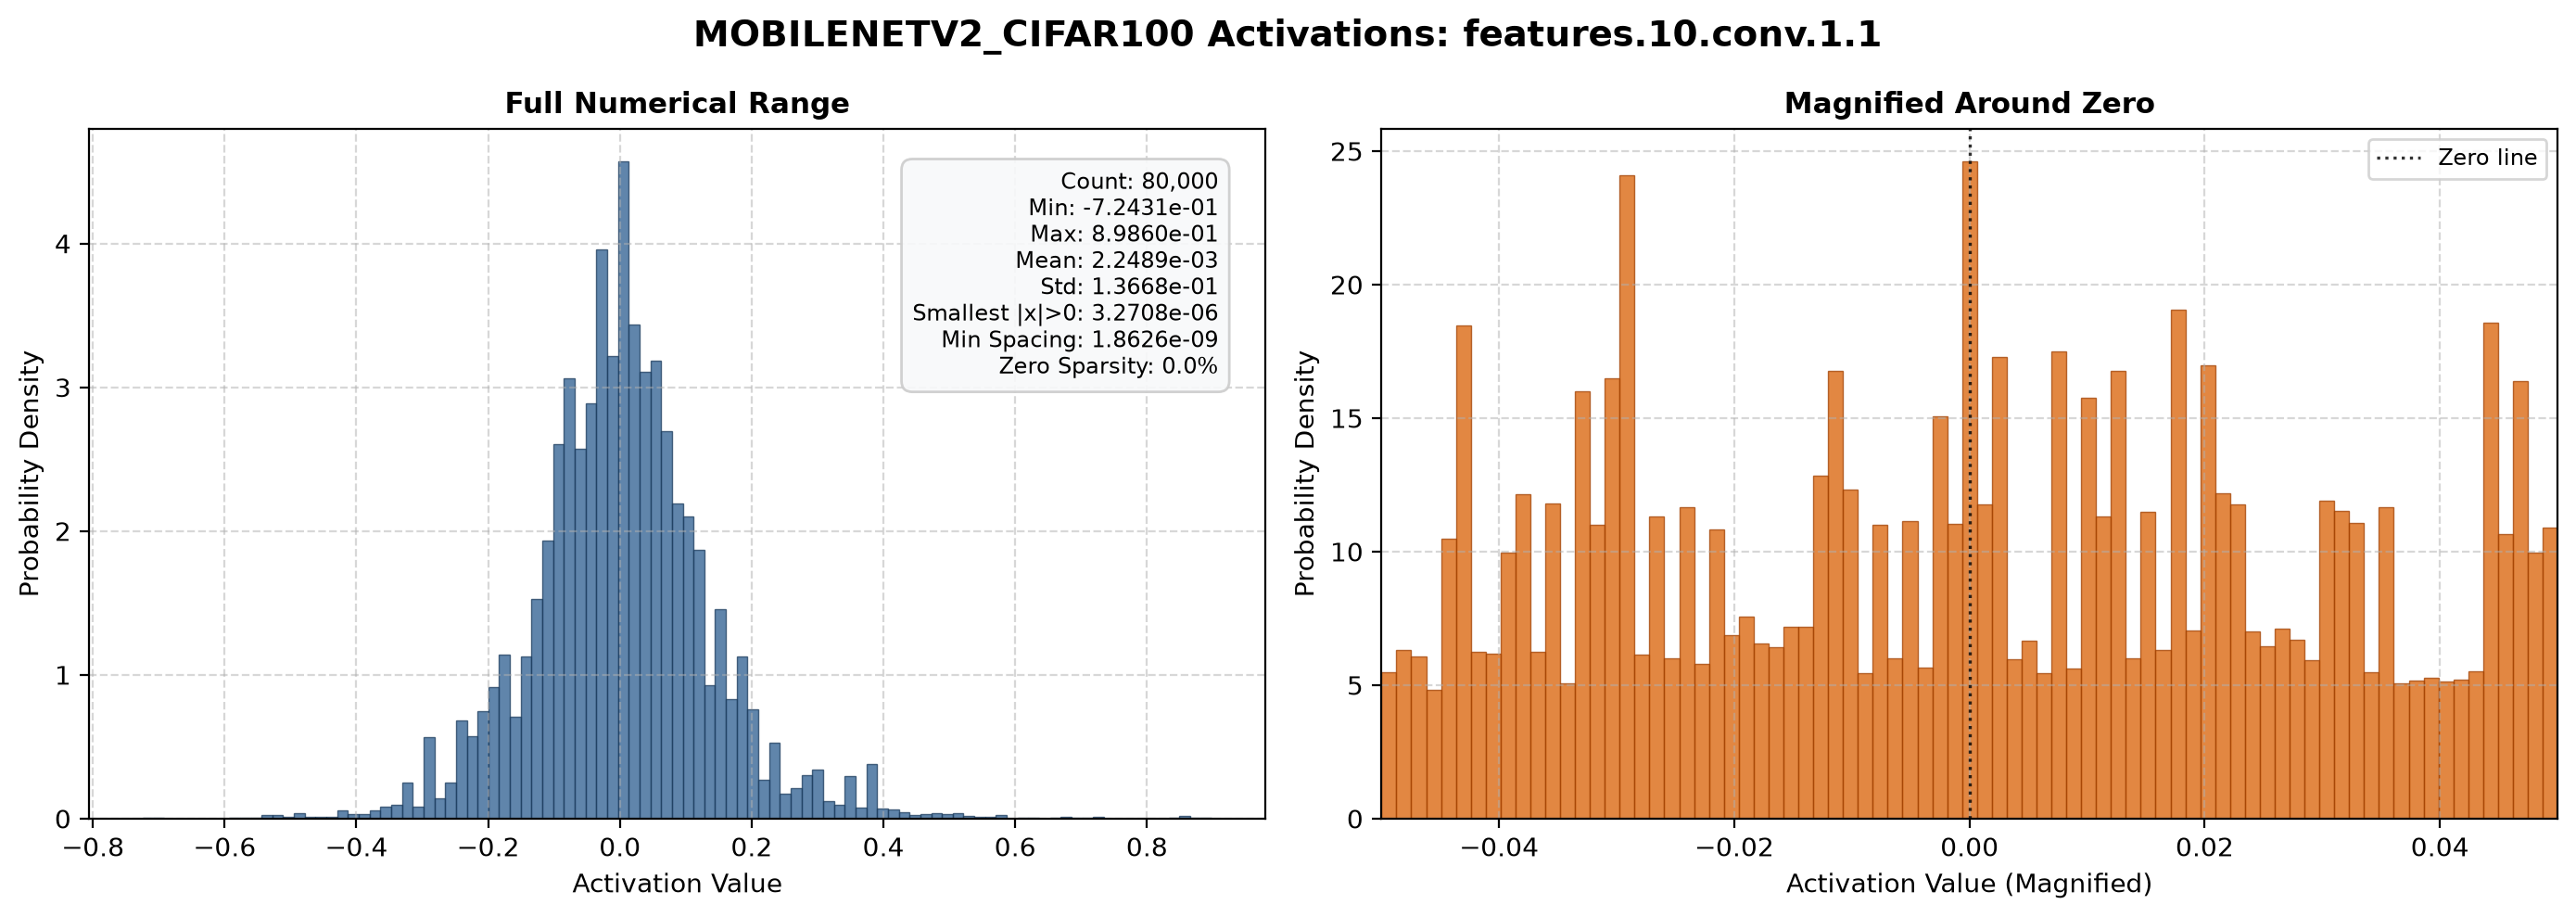 MOBILENETV2_CIFAR100 Activations: features.10.conv.1.1
Full Numerical Range
Probability Density
4
3
2
1
0
Count: 80,000
Min: -7.2431e-01
Max: 8.9860e-01
Mean: 2.2489e-03
Std: 1.3668e-01
Smallest |x|>0: 3.2708e-06
Min Spacing: 1.8626e-09
Zero Sparsity: 0.0%
−0.8 −0.6 −0.4 −0.2 0.0 0.2 0.4 0.6 0.8
Activation Value
Magnified Around Zero
Probability Density
25
20
15
10
5
0
Zero line
−0.04 −0.02 0.00 0.02 0.04
Activation Value (Magnified)